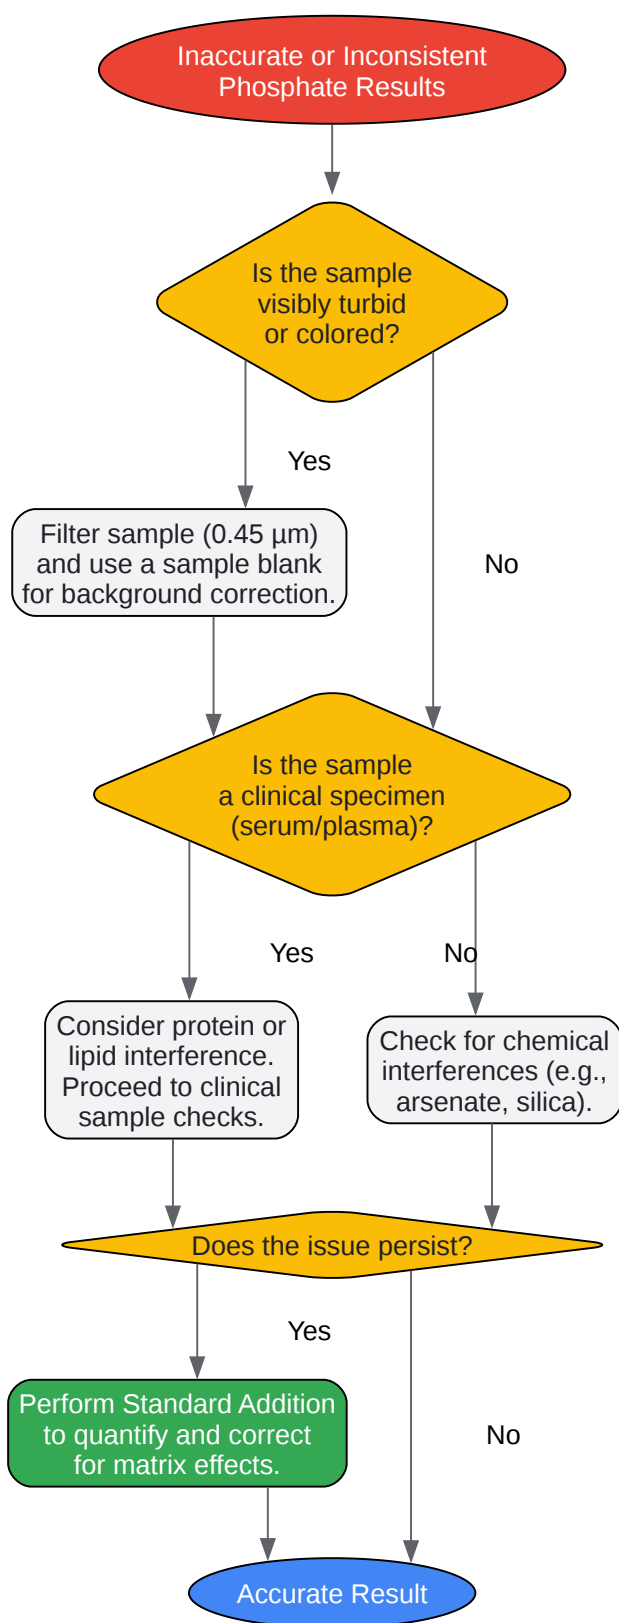 Inaccurate or Inconsistent
Phosphate Results
Is the sample
visibly turbid
or colored?
Yes
Filter sample (0.45 µm)
and use a sample blank
for background correction.
No
Is the sample
a clinical specimen
(serum/plasma)?
Yes
No
Consider protein or
lipid interference.
Proceed to clinical
sample checks.
Check for chemical
interferences (e.g.,
arsenate, silica).
Does the issue persist?
Yes
Perform Standard Addition
to quantify and correct
for matrix effects.
No
Accurate Result